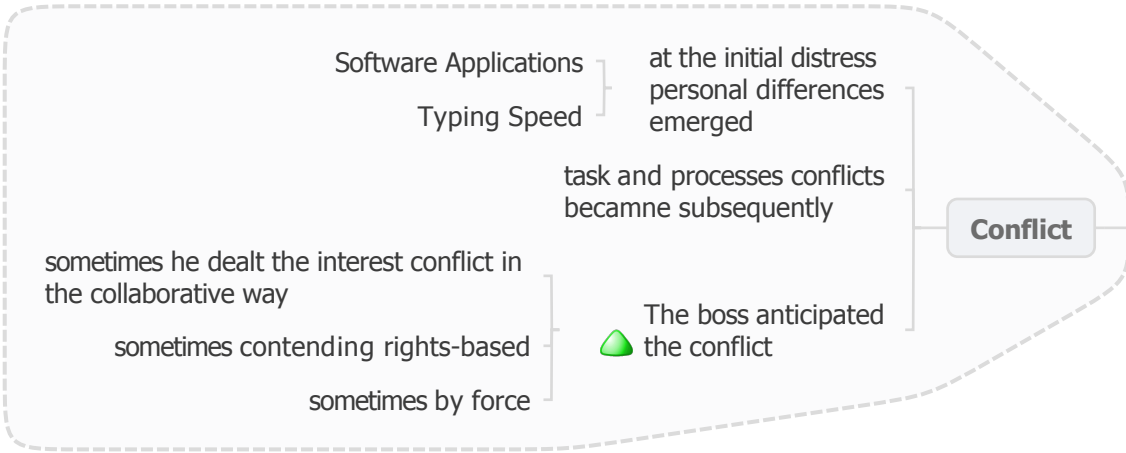 Software Applications
Typing Speed
at the initial distress
personal differences
emerged
task and processes conflicts
becamne subsequently
Conflict
sometimes he dealt the interest conflict in
the collaborative way
sometimes contending rights-based
sometimes by force
The boss anticipated
the conflict